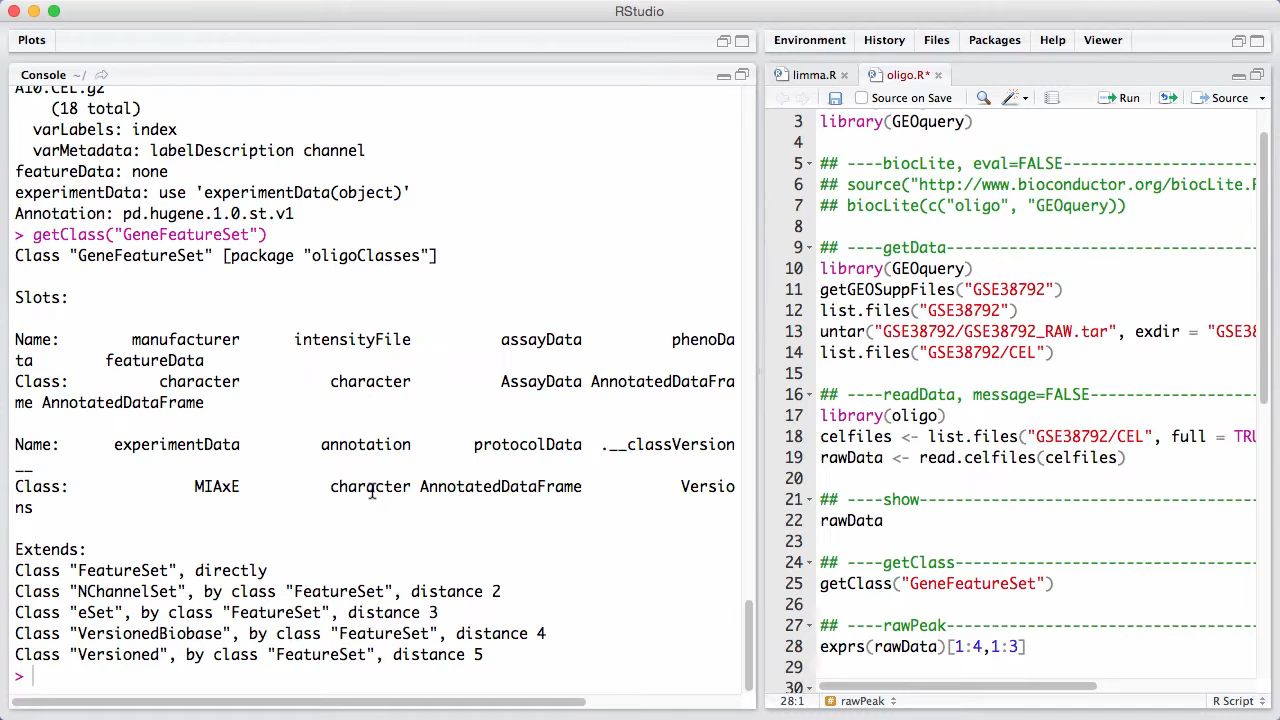 RStudio
Plots
Console ~/
A10.CEL.gz
(18 total)
varLabels: index
varMetadata: labelDescription channel
featureData: none
experimentData: use 'experimentData(object)'
Annotation: pd.hugene.1.0.st.v1
> getClass("GeneFeatureSet")
Class "GeneFeatureSet" [package "oligoClasses"]
Slots:
Name: manufacturer intensityFile assayData phenoDa
ta featureData
Class: character character AssayData AnnotatedDataFra
me AnnotatedDataFrame
Name: experimentData annotation protocolData .__classVersion
__
Class: MIAxE character AnnotatedDataFrame Versio
ns
Extends:
Class "FeatureSet", directly
Class "NChannelSet", by class "FeatureSet", distance 2
Class "eSet", by class "FeatureSet", distance 3
Class "VersionedBiobase", by class "FeatureSet", distance 4
Class "Versioned", by class "FeatureSet", distance 5
>
Environment History Files Packages Help Viewer
limma.R oligo.R*
Source on Save Run Source
3 library(GEOquery)
4
5 ## ----biocLite, eval=FALSE------------------------------
6 ## source("http://www.bioconductor.org/biocLite.R
7 ## biocLite(c("oligo", "GEOquery))
8
9 ## ----getData-------------------------------------------
10 library(GEOquery)
11 getGEOSuppFiles("GSE38792")
12 list.files("GSE38792")
13 untar("GSE38792/GSE38792_RAW.tar", exdir = "GSE38
14 list.files("GSE38792/CEL")
15
16 ## ----readData, message=FALSE---------------------------
17 library(oligo)
18 celfiles <- list.files("GSE38792/CEL", full = TRU
19 rawData <- read.celfiles(celfiles)
20
21 ## ----show----------------------------------------------
22 rawData
23
24 ## ----getClass------------------------------------------
25 getClass("GeneFeatureSet")
26
27 ## ----rawPeak-------------------------------------------
28 exprs(rawData)[1:4,1:3]
29
30
28:1 rawPeak R Script